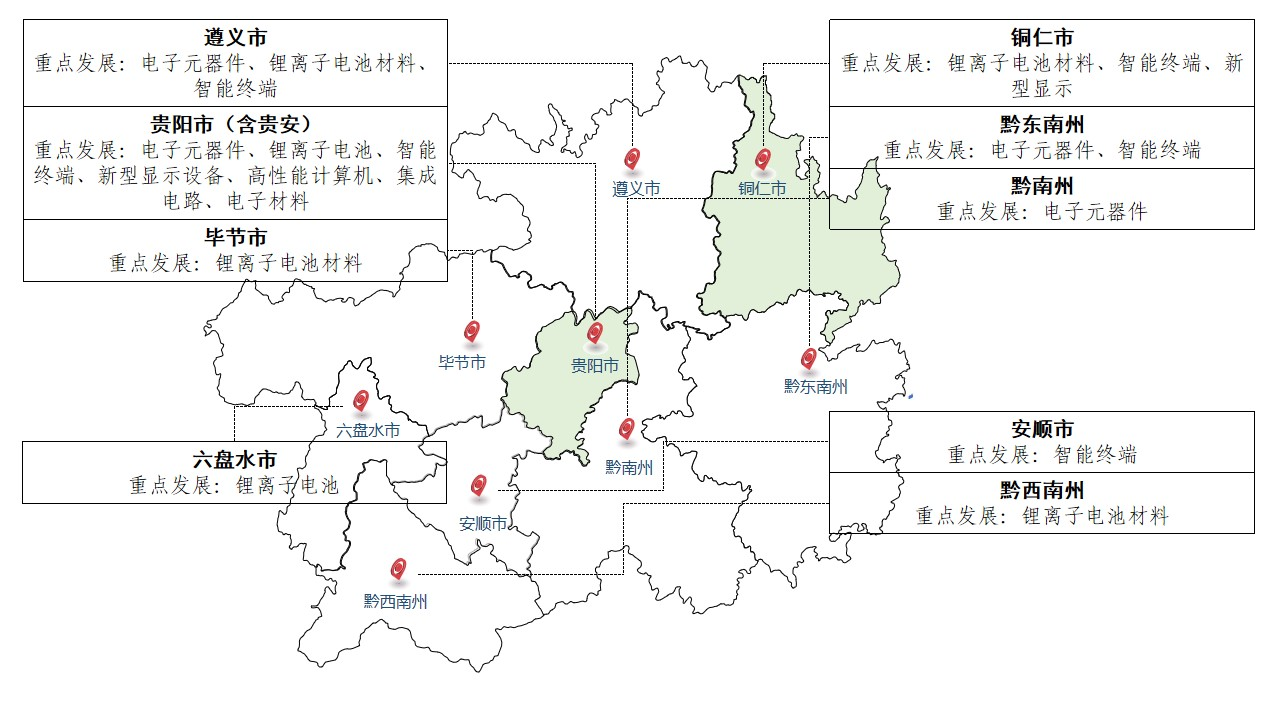 遵义市
重点发展：电子元器件、锂离子电池材料、
智能终端
贵阳市（含贵安）
重点发展：电子元器件、锂离子电池、智能
终端、新型显示设备、高性能计算机、集成
电路、电子材料
毕节市
重点发展：锂离子电池材料
铜仁市
重点发展：锂离子电池材料、智能终端、新
型显示
黔东南州
重点发展：电子元器件、智能终端
黔南州
重点发展：电子元器件
遵义市
铜仁市
毕节市
贵阳市
黔东南州
六盘水市
黔南州
安顺市
黔西南州
六盘水市
重点发展：锂离子电池
安顺市
重点发展：智能终端
黔西南州
重点发展：锂离子电池材料